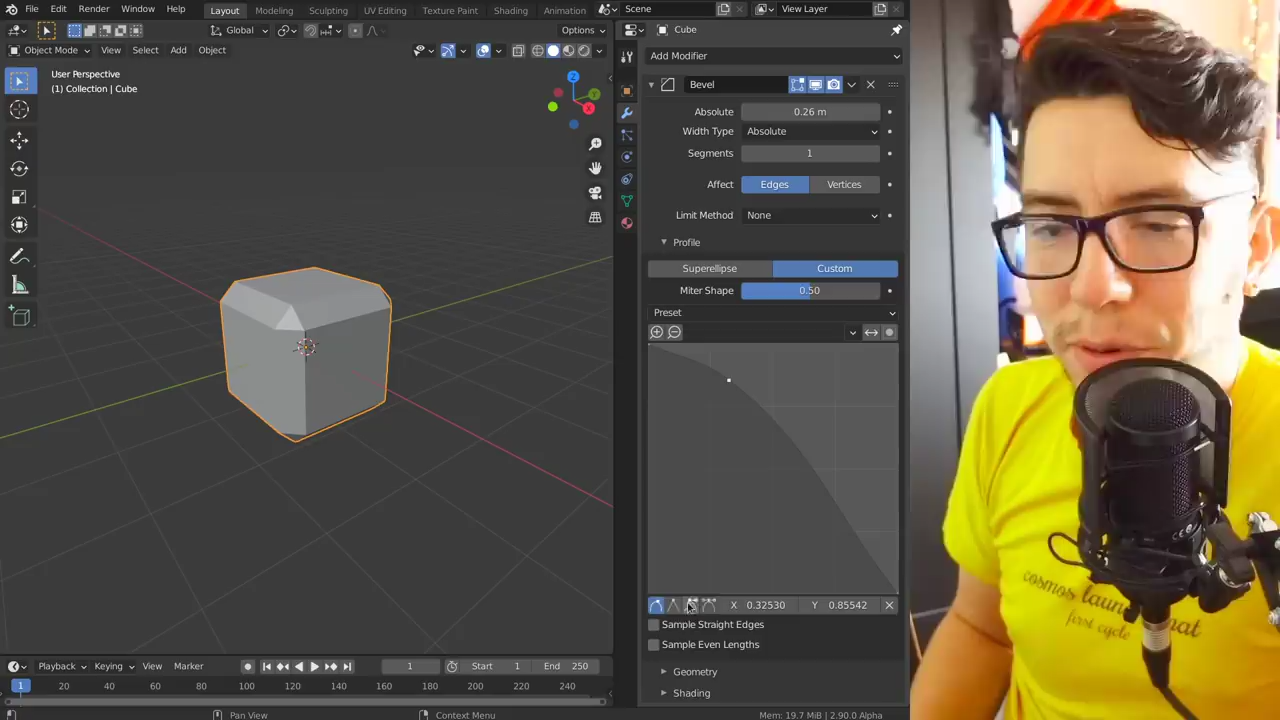 File Edit Render Window Help Layout Modeling Sculpting UV Editing Texture Paint Shading Animation Scene View Layer
Global Options Cube
Object Mode View Select Add Object Add Modifier
User Perspective
(1) Collection | Cube
Bevel
Absolute 0.26 m
Width Type Absolute
Segments 1
Affect Edges Vertices
Limit Method None
Profile
Superellipse Custom
Miter Shape 0.50
Preset
X 0.32530 Y 0.85542
Sample Straight Edges
Sample Even Lengths
Geometry
Shading
Playback Keying View Marker 1 Start 1 End 250
1 20 40 60 80 100 120 140 160 180 200 220 240
Pan View Context Menu Mem: 19.7 MiB | 2.90.0 Alpha
cosmos
first cycle